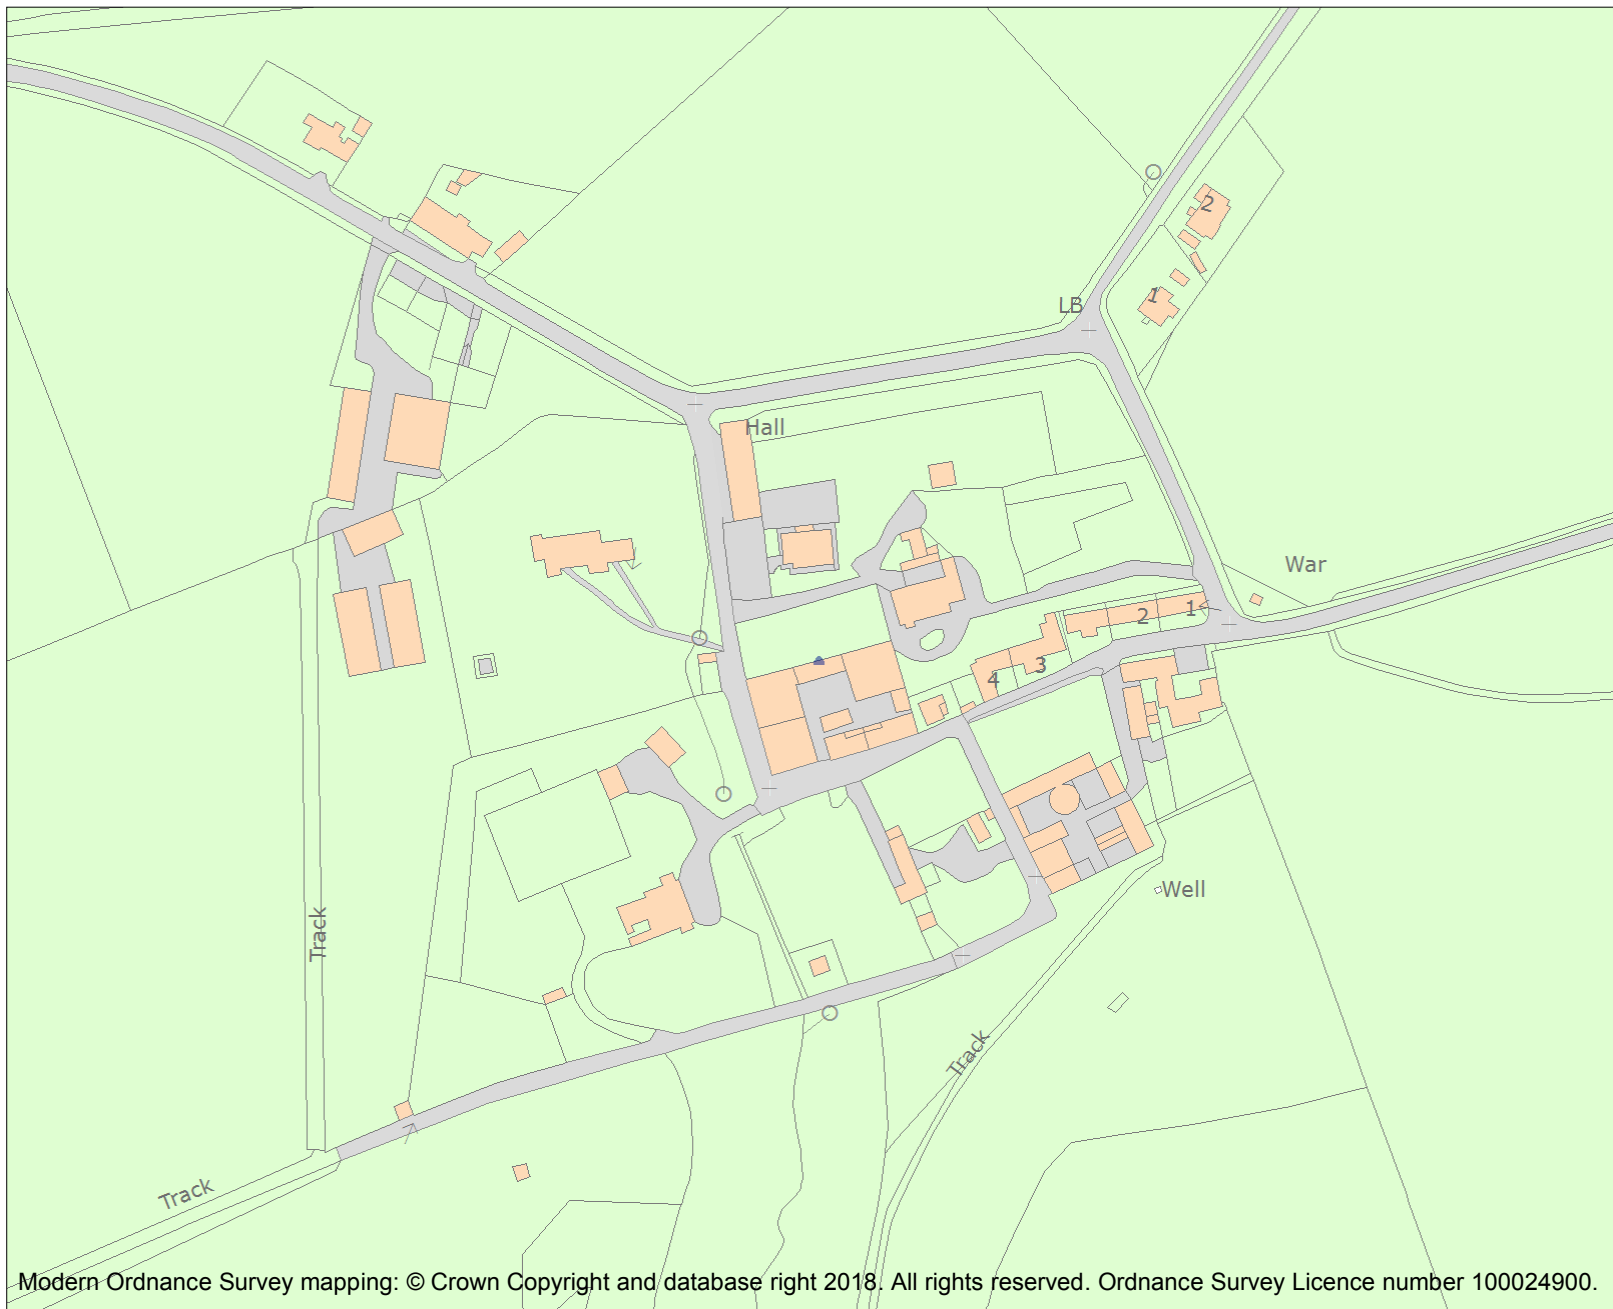 2
1
LB
Hall
War
1
2
3
4
Well
Track
Track
Track
Modern Ordnance Survey mapping: © Crown Copyright and database right 2018. All rights reserved. Ordnance Survey Licence number 100024900.